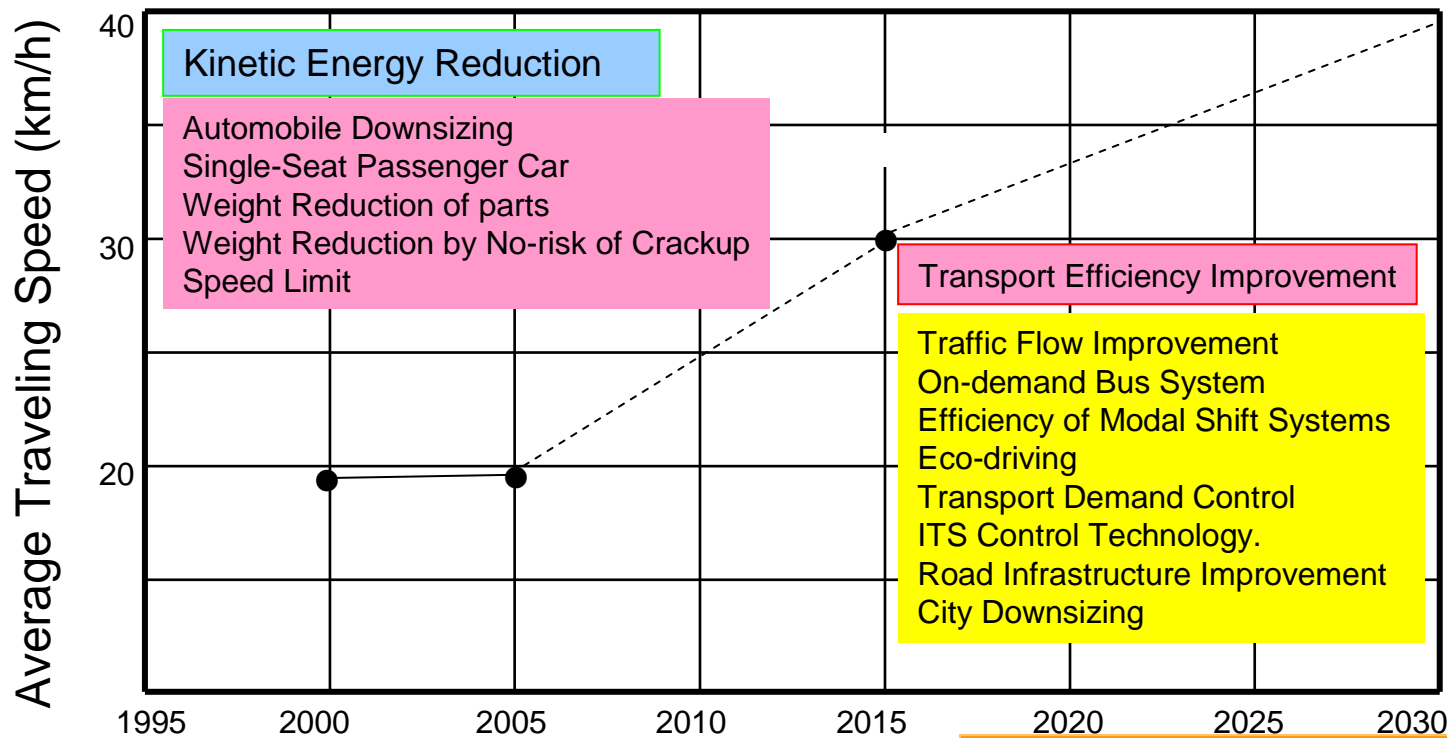 Average Traveling Speed (km/h)
40
30
20
Kinetic Energy Reduction
Automobile Downsizing
Single-Seat Passenger Car
Weight Reduction of parts
Weight Reduction by No-risk of Crackup
Speed Limit
Transport Efficiency Improvement
Traffic Flow Improvement
On-demand Bus System
Efficiency of Modal Shift Systems
Eco-driving
Transport Demand Control
ITS Control Technology.
Road Infrastructure Improvement
City Downsizing
1995 2000 2005 2010 2015 2020 2025 2030